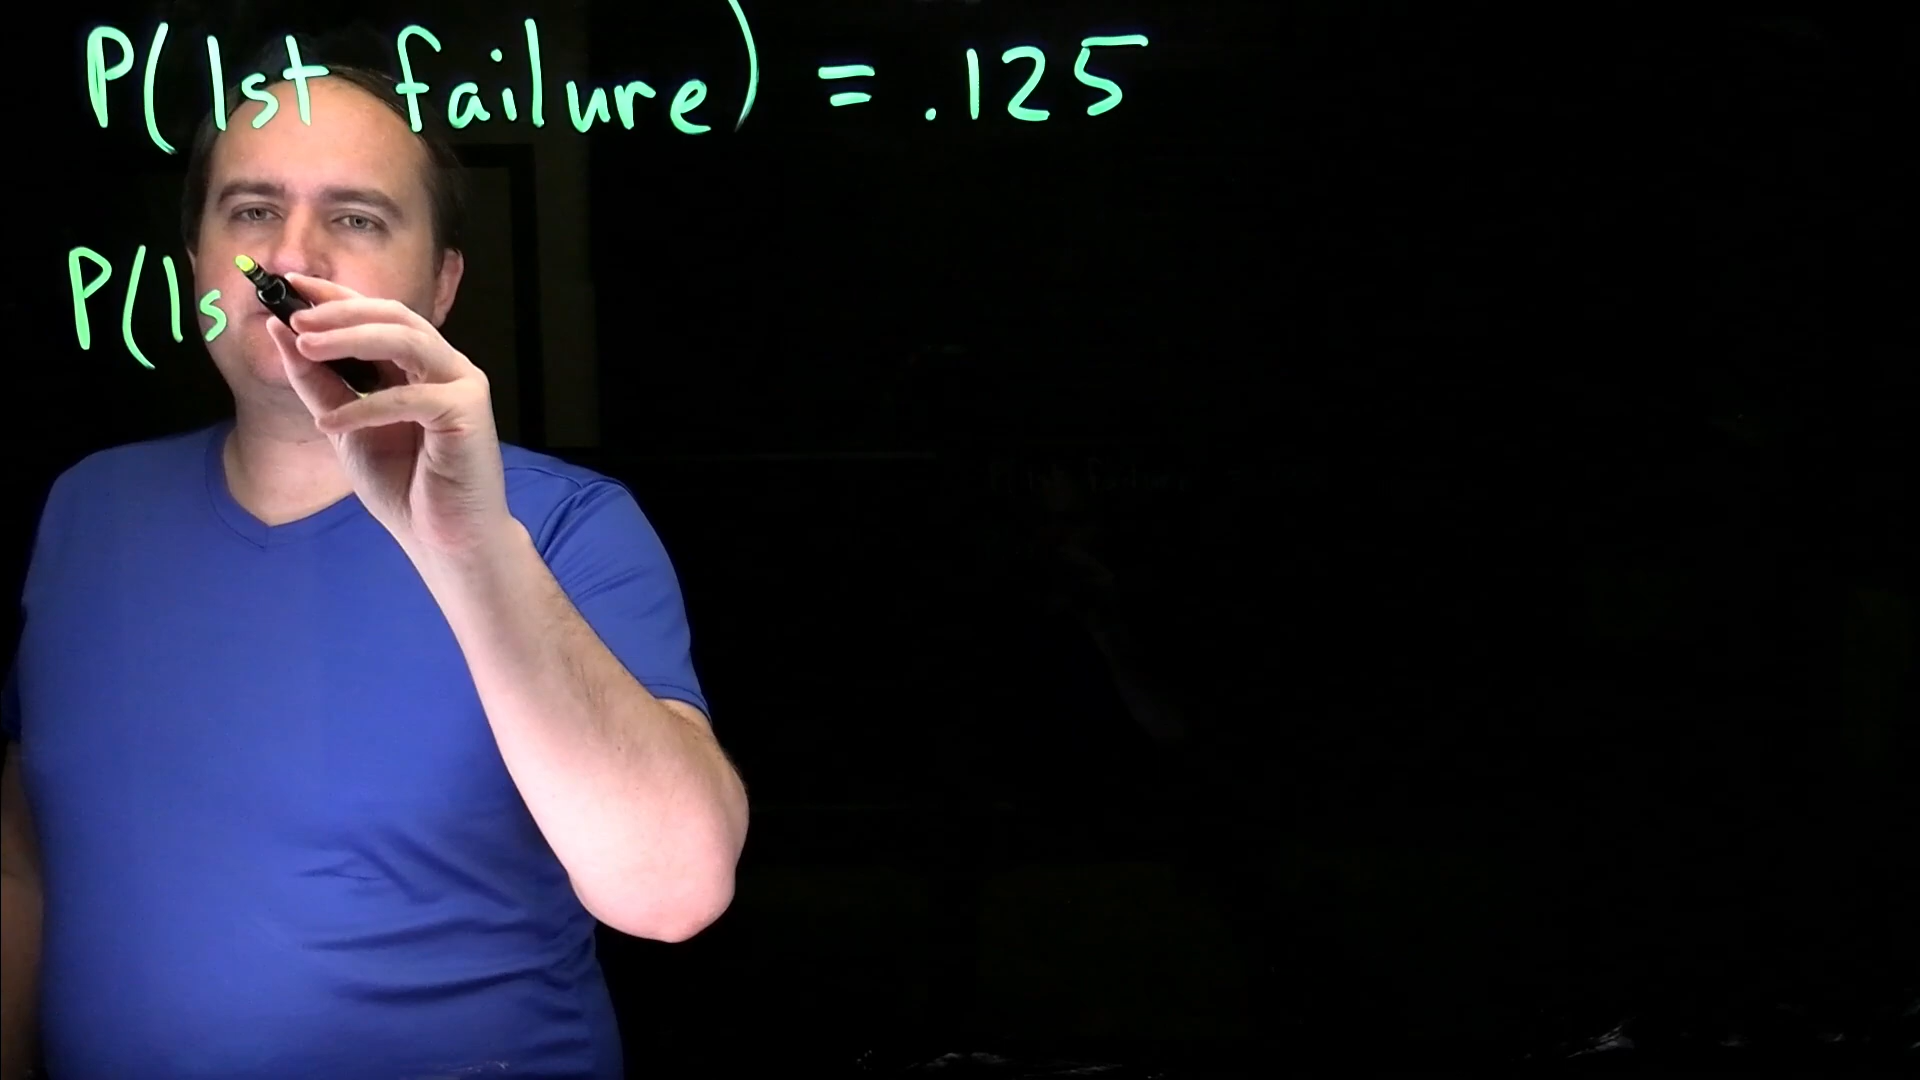 P(1st failure) = .125
P(1s